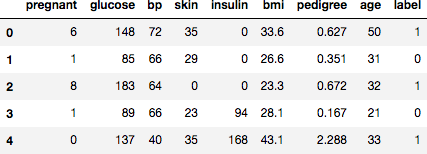 pregnant glucose bp skin insulin bmi pedigree age label
0 6 148 72 35 0 33.6 0.627 50 1
1 1 85 66 29 0 26.6 0.351 31 0
2 8 183 64 0 0 23.3 0.672 32 1
3 1 89 66 23 94 28.1 0.167 21 0
4 0 137 40 35 168 43.1 2.288 33 1